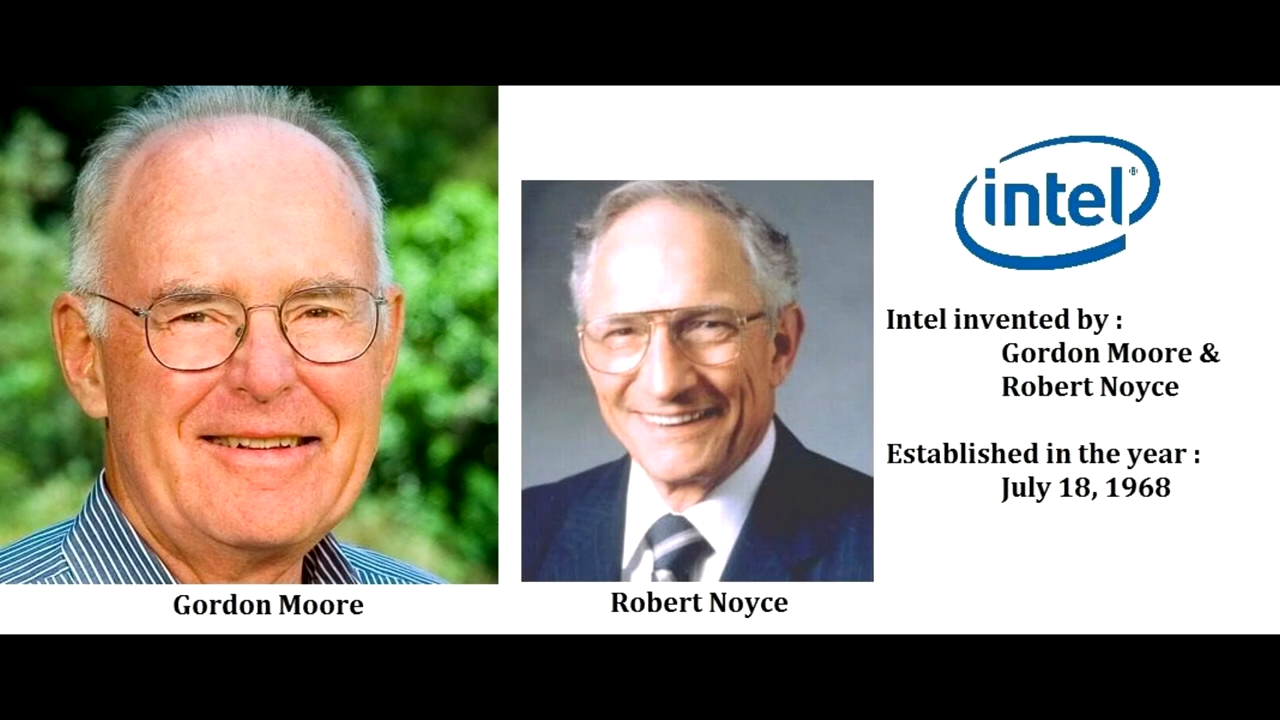 intel®
Intel invented by :
Gordon Moore &
Robert Noyce
Established in the year :
July 18, 1968
Gordon Moore
Robert Noyce